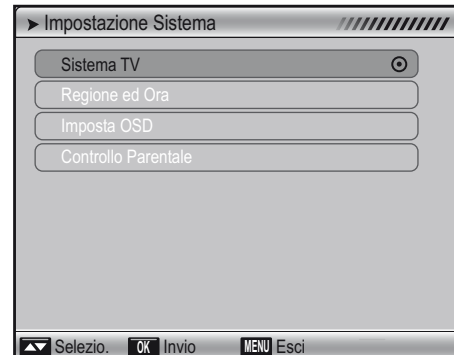 Impostazione Sistema
Sistema TV
Regione ed Ora
Imposta OSD
Controllo Parentale
Selezio. OK Invio MENU Esci